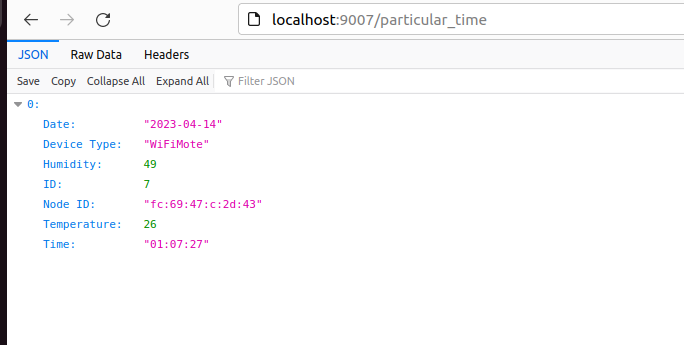 localhost:9007/particular_time
JSON Raw Data Headers
Save Copy Collapse All Expand All Filter JSON
0:
Date: "2023-04-14"
Device Type: "WiFiMote"
Humidity: 49
ID: 7
Node ID: "fc:69:47:c:2d:43"
Temperature: 26
Time: "01:07:27"